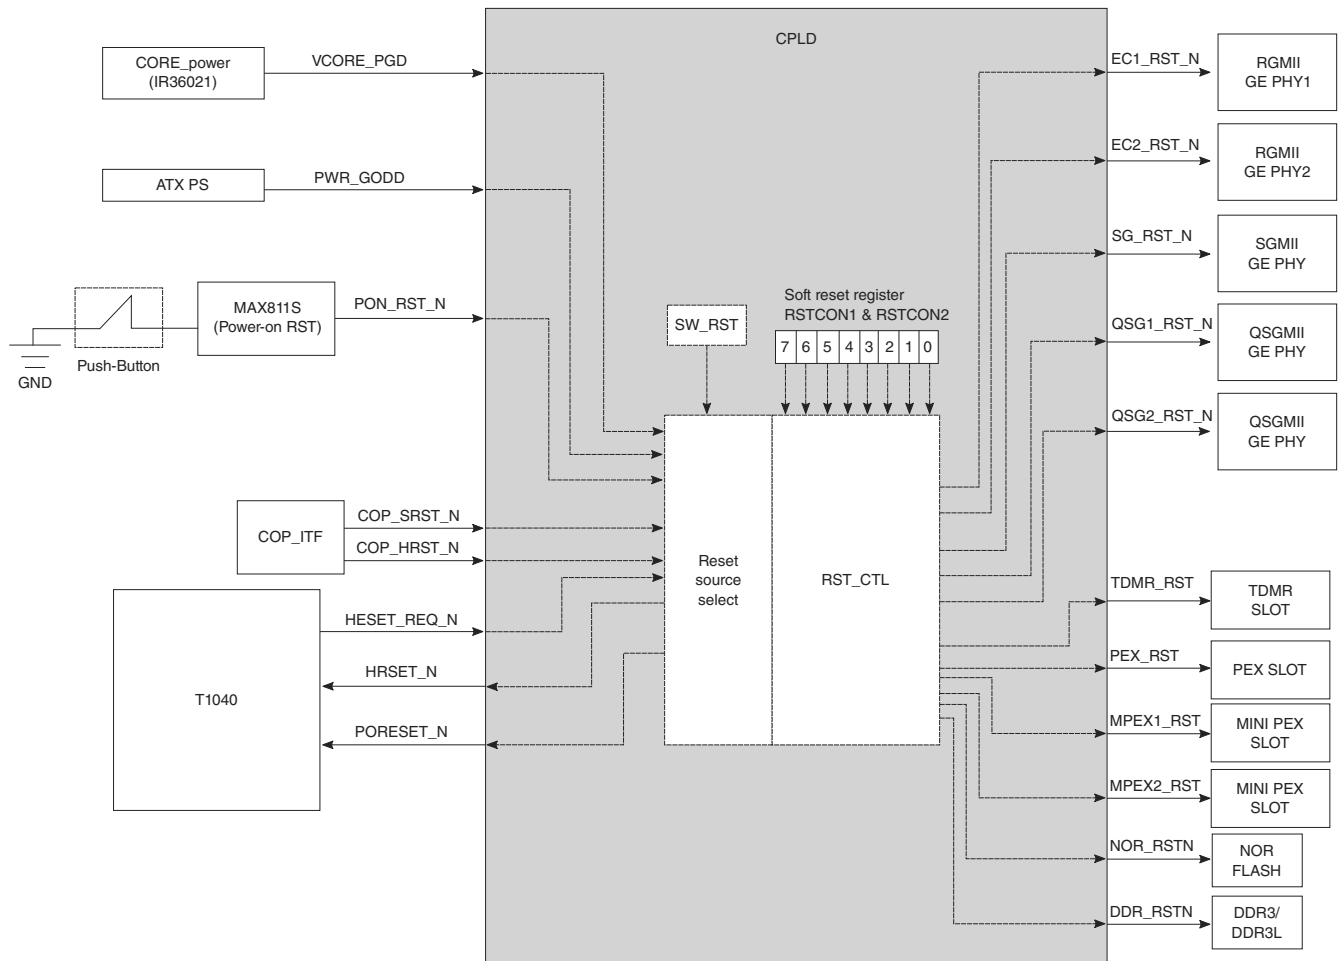 CPLD
CORE_power
(IR36021)
VCORE_PGD
ATX PS
PWR_GODD
MAX811S
(Power-on RST)
PON_RST_N
Push-Button
GND
COP_ITF
COP_SRST_N
COP_HRST_N
T1040
HESET_REQ_N
HRSET_N
PORESET_N
SW_RST
Soft reset register
RSTCON1 & RSTCON2
7 6 5 4 3 2 1 0
Reset
source
select
RST_CTL
EC1_RST_N
RGMII
GE PHY1
EC2_RST_N
RGMII
GE PHY2
SG_RST_N
SGMII
GE PHY
QSG1_RST_N
QSGMII
GE PHY
QSG2_RST_N
QSGMII
GE PHY
TDMR_RST
TDMR
SLOT
PEX_RST
PEX SLOT
MPEX1_RST
MINI PEX
SLOT
MPEX2_RST
MINI PEX
SLOT
NOR_RSTN
NOR
FLASH
DDR_RSTN
DDR3/
DDR3L